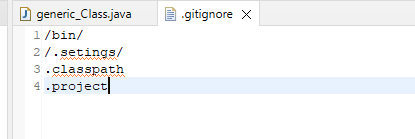 generic_Class.java .gitignore
1 /bin/
2 /.setings/
3 .classpath
4 .project